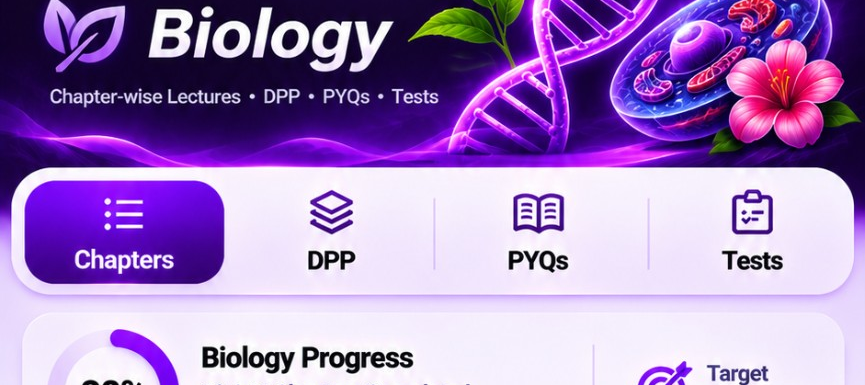 Biology
Chapter-wise Lectures • DPP • PYQs • Tests
Chapters
DPP
PYQs
Tests
Biology Progress
Target